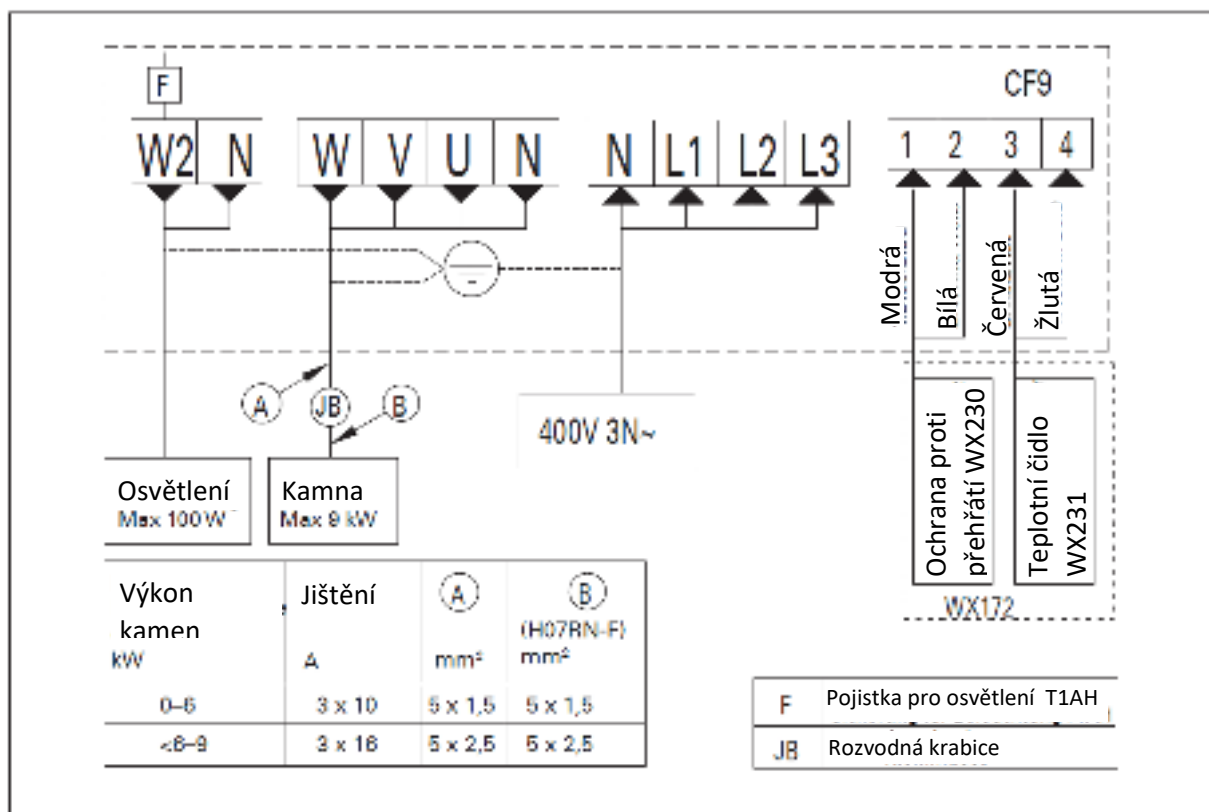 F
CF9
W2 N W V U N N L1 L2 L3 1 2 3 4
Modrá
Bílá
Červená
Žlutá
A JB B
400V 3N~
Osvětlení
Max 100 W
Kamna
Max 9 kW
Ochrana proti
přehřátí WX230
Teplotní čidlo
WX231
WX172
Výkon
kamen
kW
Jištění
A
A
mm²
B
(H07RN-F)
mm²
0–6 3 x 10 5 x 1,5 5 x 1,5
<6–9 3 x 16 5 x 2,5 5 x 2,5
F Pojistka pro osvětlení T1AH
JB Rozvodná krabice